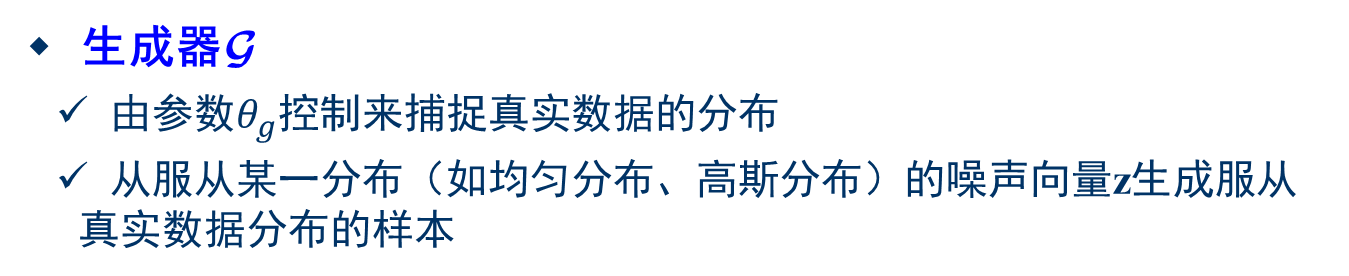 ◆ 生成器𝓖
✓ 由参数θg控制来捕捉真实数据的分布
✓ 从服从某一分布（如均匀分布、高斯分布）的噪声向量z生成服从
真实数据分布的样本